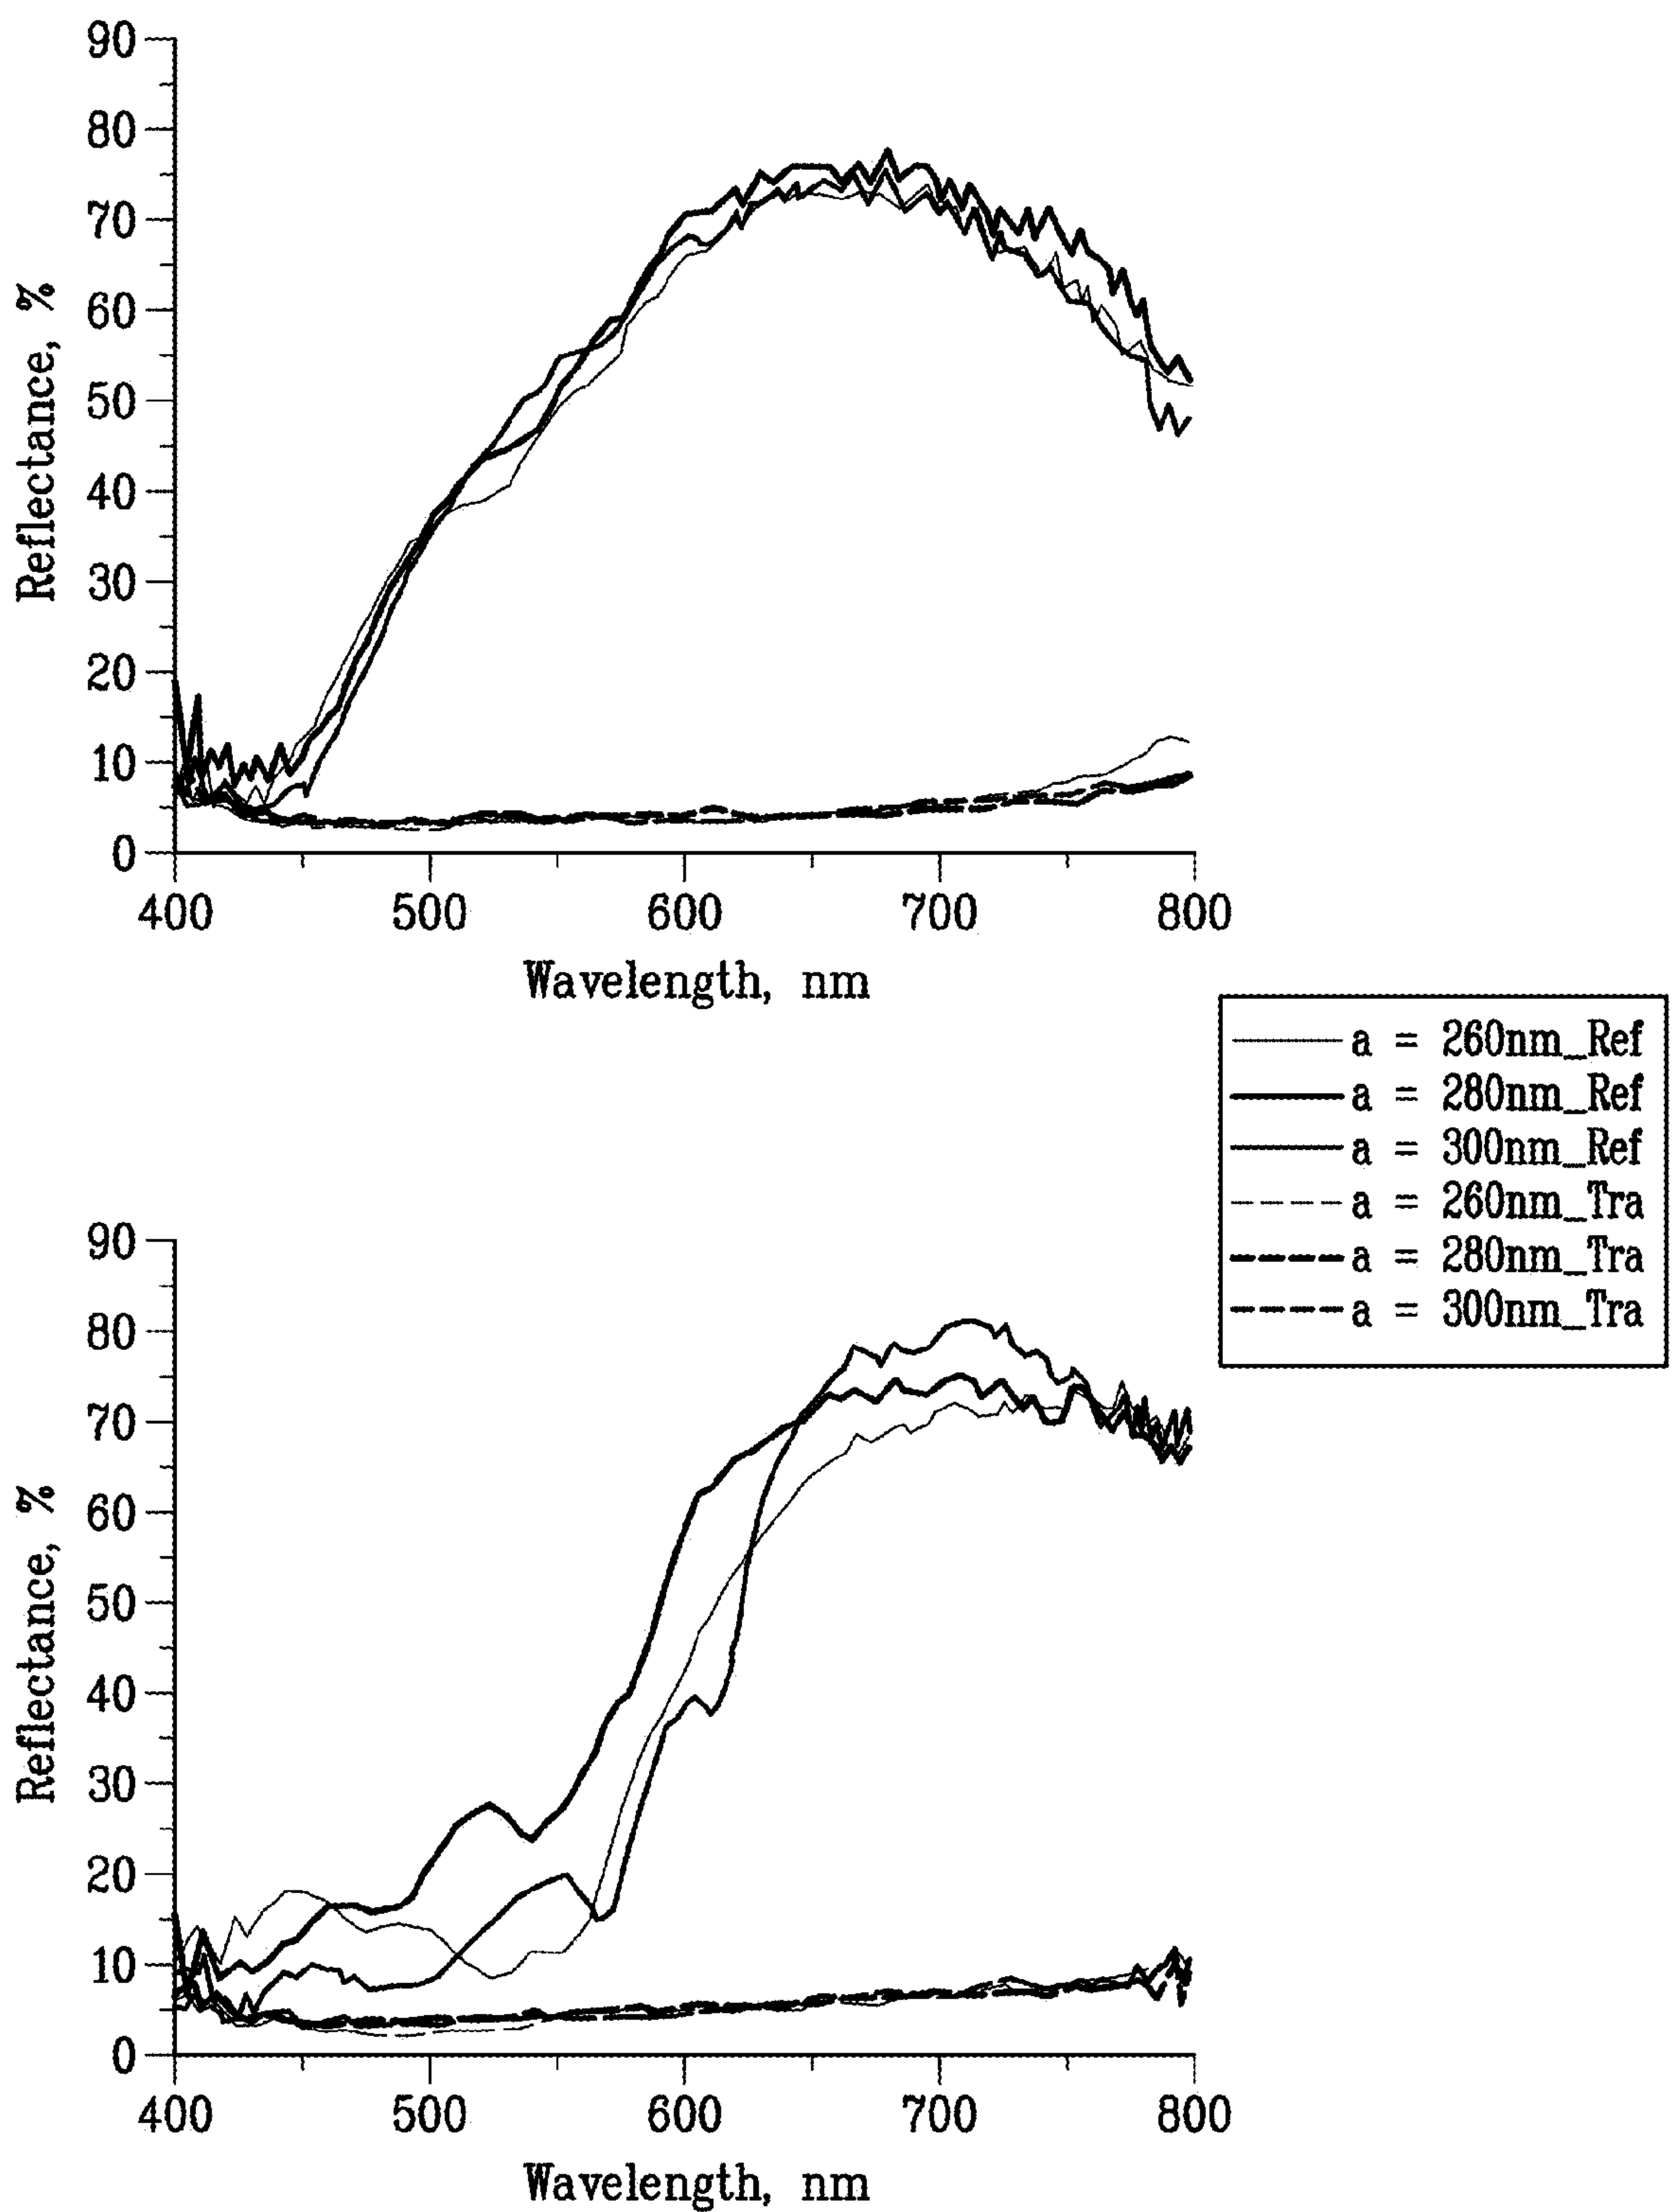 90
80
70
60
50
40
30
20
10
0
Reflectance, %
400 500 600 700 800
Wavelength, nm
a = 260nm_Ref
a = 280nm_Ref
a = 300nm_Ref
a = 260nm_Tra
a = 280nm_Tra
a = 300nm_Tra
90
80
70
60
50
40
30
20
10
0
Reflectance, %
400 500 600 700 800
Wavelength, nm